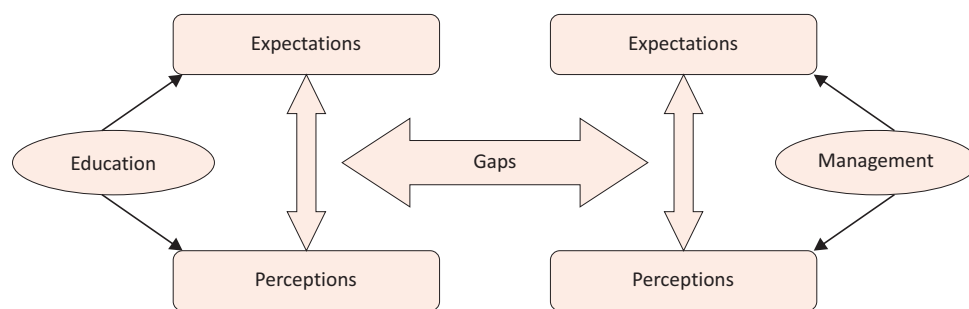 Expectations
Expectations
Education
Gaps
Management
Perceptions
Perceptions